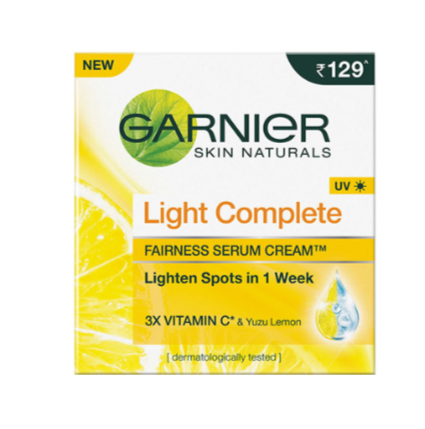 NEW
₹129^
GARNIER
SKIN NATURALS
UV
Light Complete
FAIRNESS SERUM CREAM™
Lighten Spots in 1 Week
3X VITAMIN C* & Yuzu Lemon
[ dermatologically tested ]